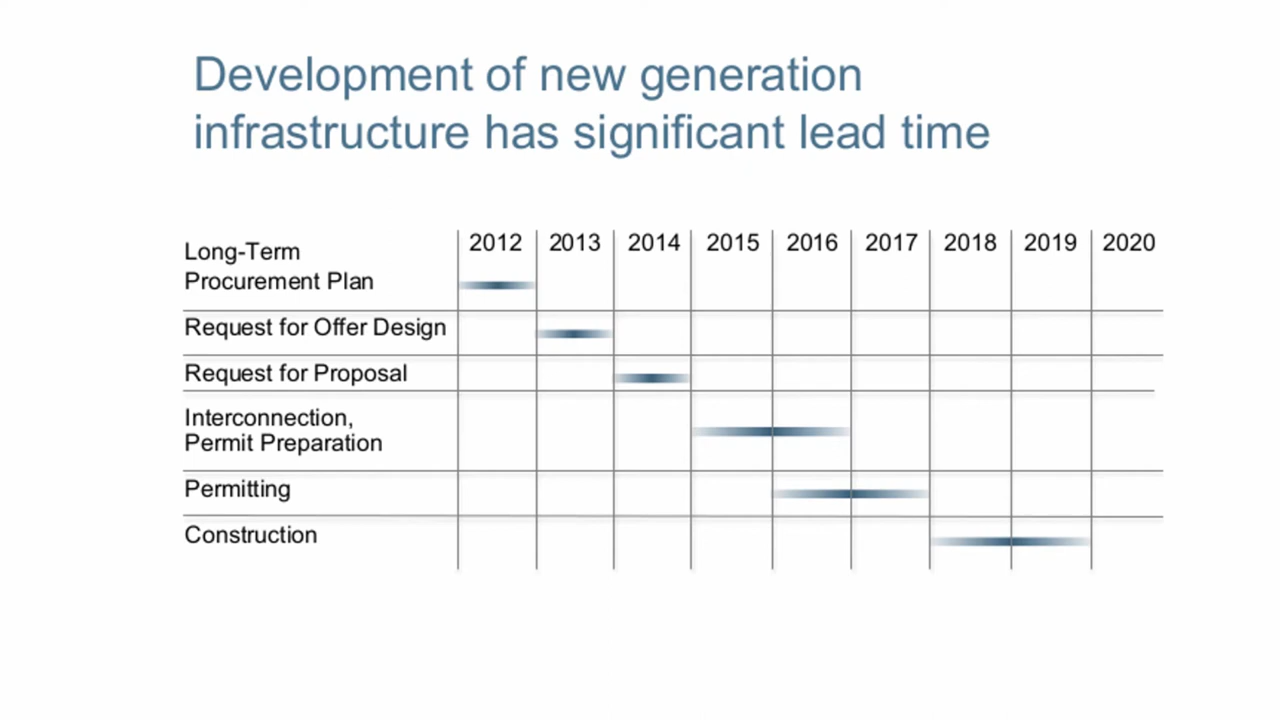 Development of new generation
infrastructure has significant lead time
2012 2013 2014 2015 2016 2017 2018 2019 2020
Long-Term
Procurement Plan
Request for Offer Design
Request for Proposal
Interconnection,
Permit Preparation
Permitting
Construction